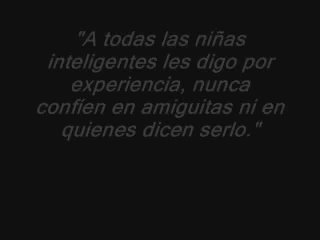 "A todas las niñas
inteligentes les digo por
experiencia, nunca
confíen en amiguitas ni en
quienes dicen serlo."